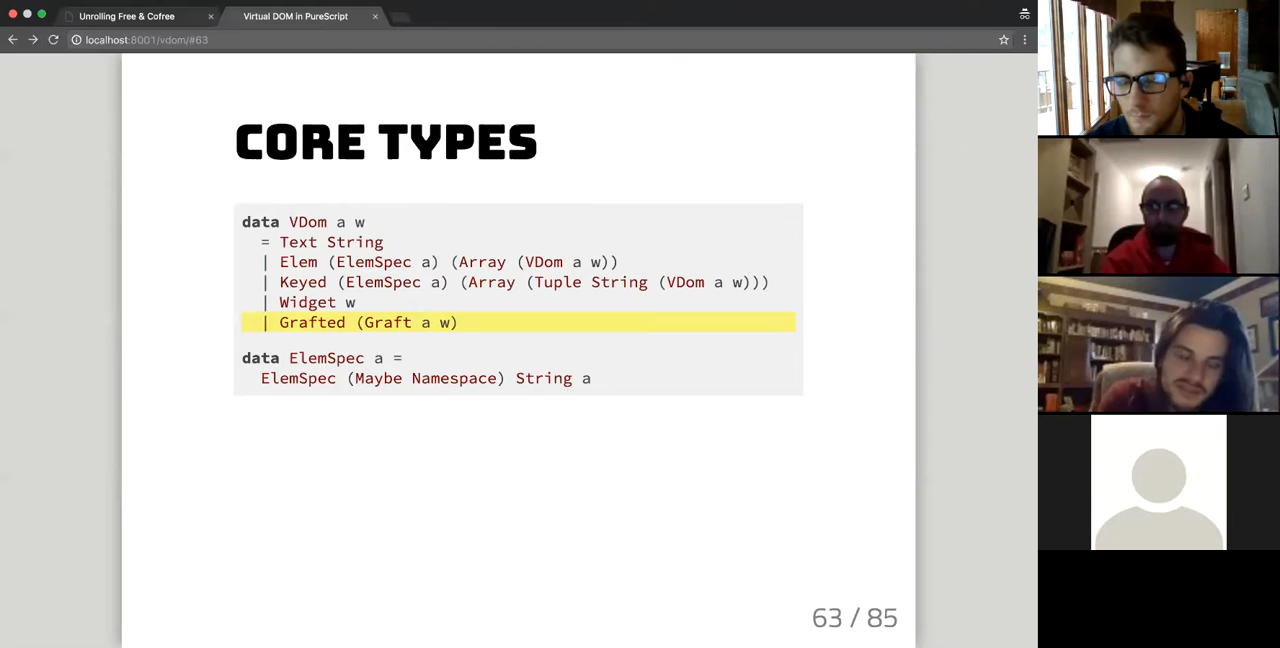 Unrolling Free & Cofree
Virtual DOM in PureScript
localhost:8001/vdom/#63
CORE TYPES
data VDom a w
= Text String
| Elem (ElemSpec a) (Array (VDom a w))
| Keyed (ElemSpec a) (Array (Tuple String (VDom a w)))
| Widget w
| Grafted (Graft a w)
data ElemSpec a =
ElemSpec (Maybe Namespace) String a
63 / 85